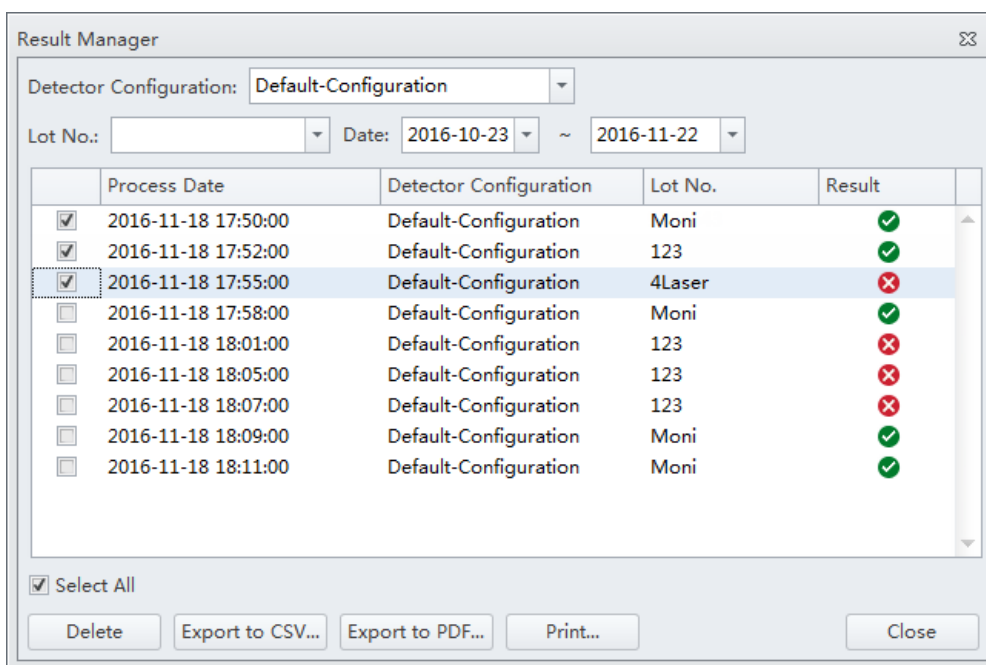 Result Manager
Detector Configuration: Default-Configuration
Lot No.: Date: 2016-10-23 ~ 2016-11-22
Process Date Detector Configuration Lot No. Result
2016-11-18 17:50:00 Default-Configuration Moni
2016-11-18 17:52:00 Default-Configuration 123
2016-11-18 17:55:00 Default-Configuration 4Laser
2016-11-18 17:58:00 Default-Configuration Moni
2016-11-18 18:01:00 Default-Configuration 123
2016-11-18 18:05:00 Default-Configuration 123
2016-11-18 18:07:00 Default-Configuration 123
2016-11-18 18:09:00 Default-Configuration Moni
2016-11-18 18:11:00 Default-Configuration Moni
Select All
Delete Export to CSV... Export to PDF... Print... Close